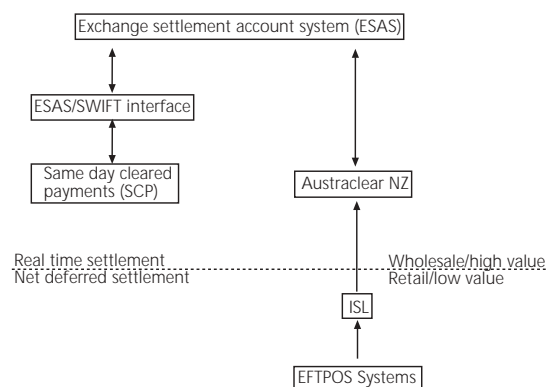 Exchange settlement account system (ESAS)
ESAS/SWIFT interface
Same day cleared
payments (SCP)
Austraclear NZ
Real time settlement
Wholesale/high value
Net deferred settlement
Retail/low value
ISL
EFTPOS Systems